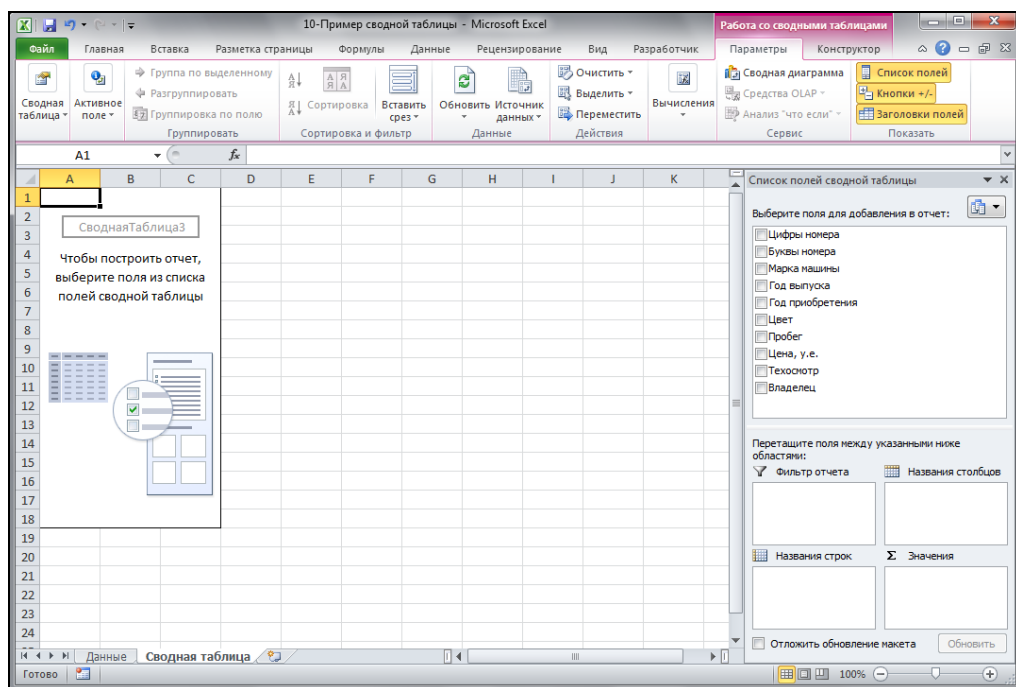 10-Пример сводной таблицы - Microsoft Excel
Работа со сводными таблицами
Файл Главная Вставка Разметка страницы Формулы Данные Рецензирование Вид Разработчик Параметры Конструктор
Сводная таблица
Активное поле
Группа по выделенному
Разгруппировать
Группировка по полю
Группировать
Сортировка
Вставить срез
Сортировка и фильтр
Обновить
Источник данных
Данные
Очистить
Выделить
Переместить
Действия
Вычисления
Сводная диаграмма
Средства OLAP
Анализ "что если"
Сервис
Список полей
Кнопки +/-
Заголовки полей
Показать
A1
fx
A B C D E F G H I J K
1
2
3
4
5
6
7
8
9
10
11
12
13
14
15
16
17
18
19
20
21
22
23
24
СводнаяТаблица3
Чтобы построить отчет,
выберите поля из списка
полей сводной таблицы
Список полей сводной таблицы
Выберите поля для добавления в отчет:
Цифры номера
Буквы номера
Марка машины
Год выпуска
Год приобретения
Цвет
Пробег
Цена, у.е.
Техосмотр
Владелец
Перетащите поля между указанными ниже
областями:
Фильтр отчета
Названия столбцов
Названия строк
Σ Значения
Отложить обновление макета
Обновить
Данные Сводная таблица
Готово
100%